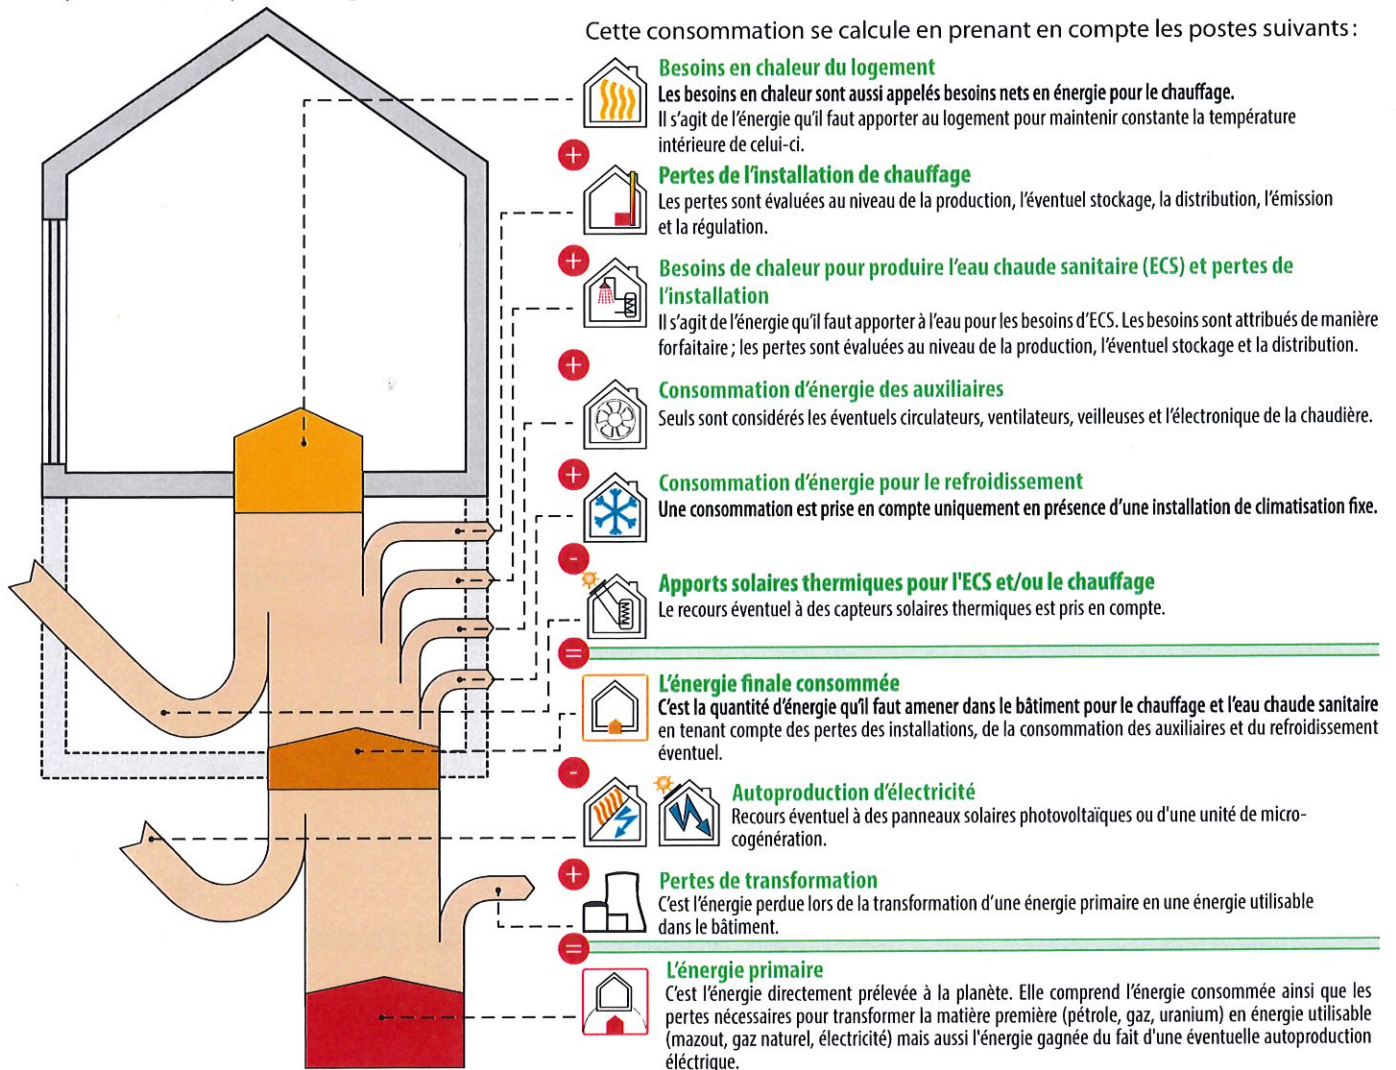 Cette consommation se calcule en prenant en compte les postes suivants :
Besoins en chaleur du logement
Les besoins en chaleur sont aussi appelés besoins nets en énergie pour le chauffage.
Il s'agit de l'énergie qu'il faut apporter au logement pour maintenir constante la température
intérieure de celui-ci.
+
Pertes de l'installation de chauffage
Les pertes sont évaluées au niveau de la production, l'éventuel stockage, la distribution, l'émission
et la régulation.
+
Besoins de chaleur pour produire l'eau chaude sanitaire (ECS) et pertes de
l'installation
Il s'agit de l'énergie qu'il faut apporter à l'eau pour les besoins d'ECS. Les besoins sont attribués de manière
forfaitaire ; les pertes sont évaluées au niveau de la production, l'éventuel stockage et la distribution.
+
Consommation d'énergie des auxiliaires
Seuls sont considérés les éventuels circulateurs, ventilateurs, veilleuses et l'électronique de la chaudière.
+
Consommation d'énergie pour le refroidissement
Une consommation est prise en compte uniquement en présence d'une installation de climatisation fixe.
-
Apports solaires thermiques pour l'ECS et/ou le chauffage
Le recours éventuel à des capteurs solaires thermiques est pris en compte.
=
L'énergie finale consommée
C'est la quantité d'énergie qu'il faut amener dans le bâtiment pour le chauffage et l'eau chaude sanitaire
en tenant compte des pertes des installations, de la consommation des auxiliaires et du refroidissement
éventuel.
-
Autoproduction d'électricité
Recours éventuel à des panneaux solaires photovoltaïques ou d'une unité de micro-
cogénération.
+
Pertes de transformation
C'est l'énergie perdue lors de la transformation d'une énergie primaire en une énergie utilisable
dans le bâtiment.
=
L'énergie primaire
C'est l'énergie directement prélevée à la planète. Elle comprend l'énergie consommée ainsi que les
pertes nécessaires pour transformer la matière première (pétrole, gaz, uranium) en énergie utilisable
(mazout, gaz naturel, électricité) mais aussi l'énergie gagnée du fait d'une éventuelle autoproduction
éléctrique.